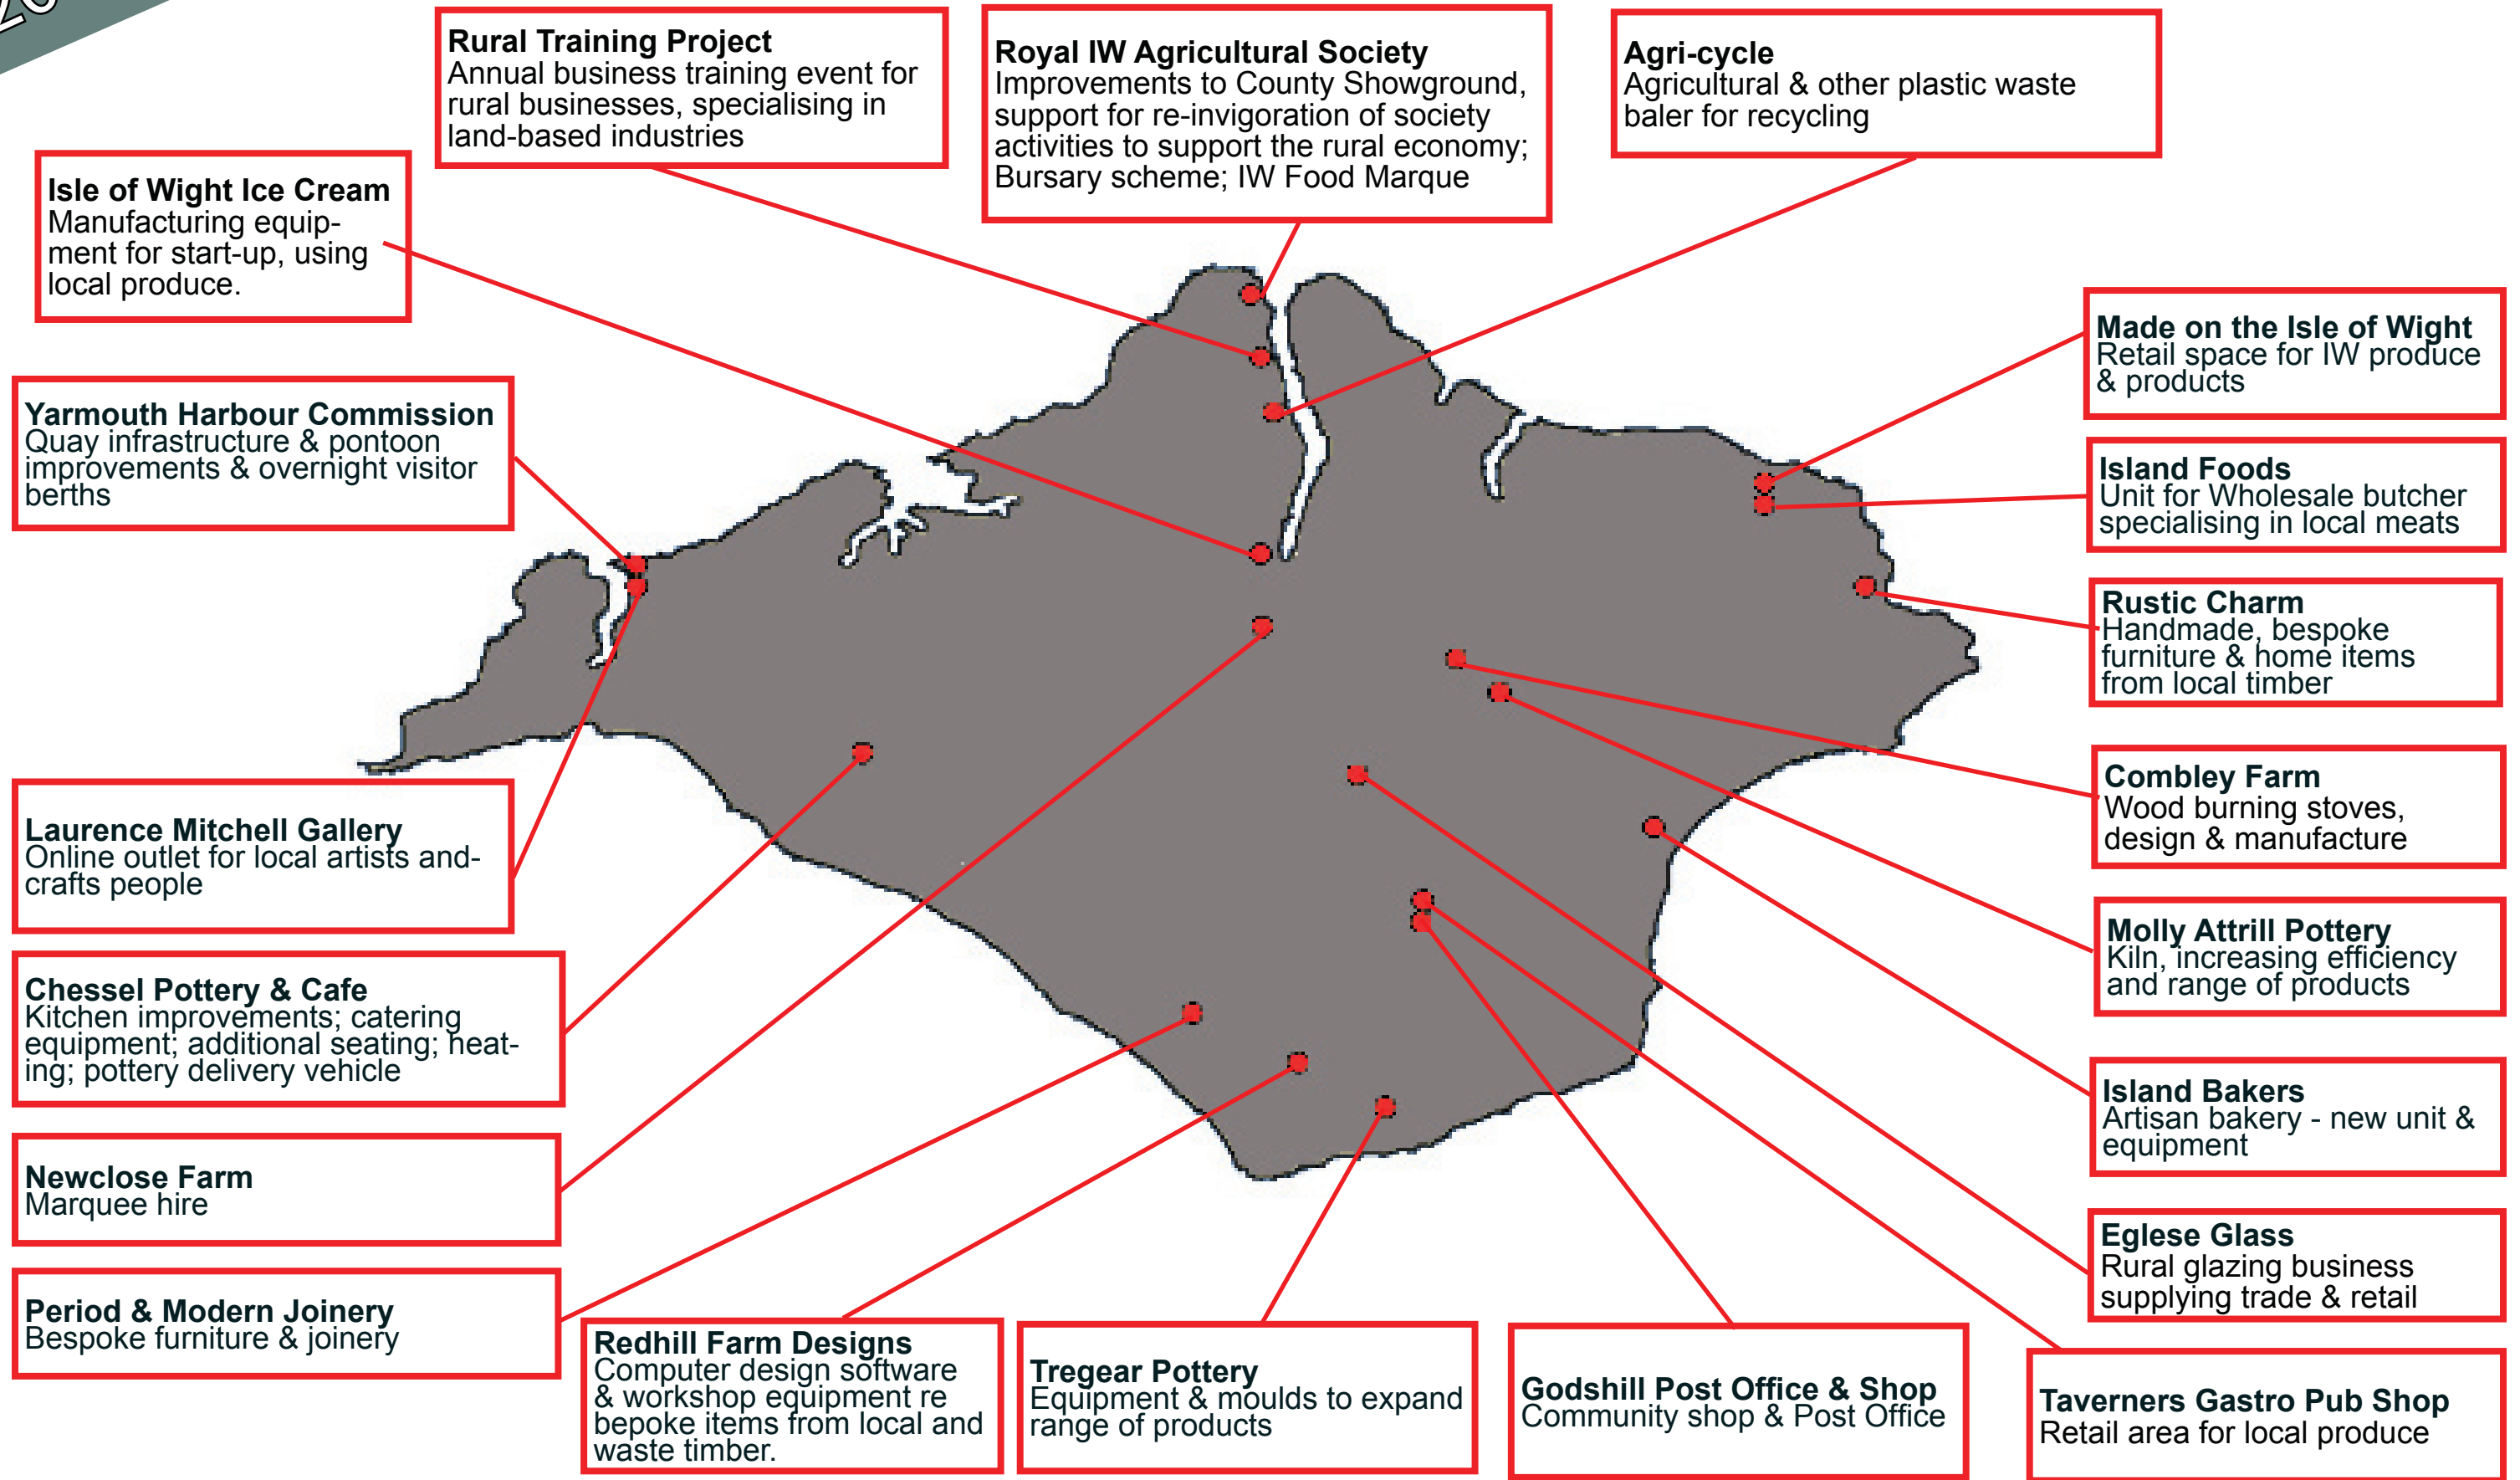 Rural Training Project
Annual business training event for
rural businesses, specialising in
land-based industries
Royal IW Agricultural Society
Improvements to County Showground,
support for re-invigoration of society
activities to support the rural economy;
Bursary scheme; IW Food Marque
Agri-cycle
Agricultural & other plastic waste
baler for recycling
Isle of Wight Ice Cream
Manufacturing equip-
ment for start-up, using
local produce.
Made on the Isle of Wight
Retail space for IW produce
& products
Yarmouth Harbour Commission
Quay infrastructure & pontoon
improvements & overnight visitor
berths
Island Foods
Unit for Wholesale butcher
specialising in local meats
Rustic Charm
Handmade, bespoke
furniture & home items
from local timber
Combley Farm
Wood burning stoves,
design & manufacture
Laurence Mitchell Gallery
Online outlet for local artists and-
crafts people
Molly Attrill Pottery
Kiln, increasing efficiency
and range of products
Chessel Pottery & Cafe
Kitchen improvements; catering
equipment; additional seating; heat-
ing; pottery delivery vehicle
Island Bakers
Artisan bakery - new unit &
equipment
Newclose Farm
Marquee hire
Eglese Glass
Rural glazing business
supplying trade & retail
Period & Modern Joinery
Bespoke furniture & joinery
Redhill Farm Designs
Computer design software
& workshop equipment re
bepoke items from local and
waste timber.
Tregear Pottery
Equipment & moulds to expand
range of products
Godshill Post Office & Shop
Community shop & Post Office
Taverners Gastro Pub Shop
Retail area for local produce